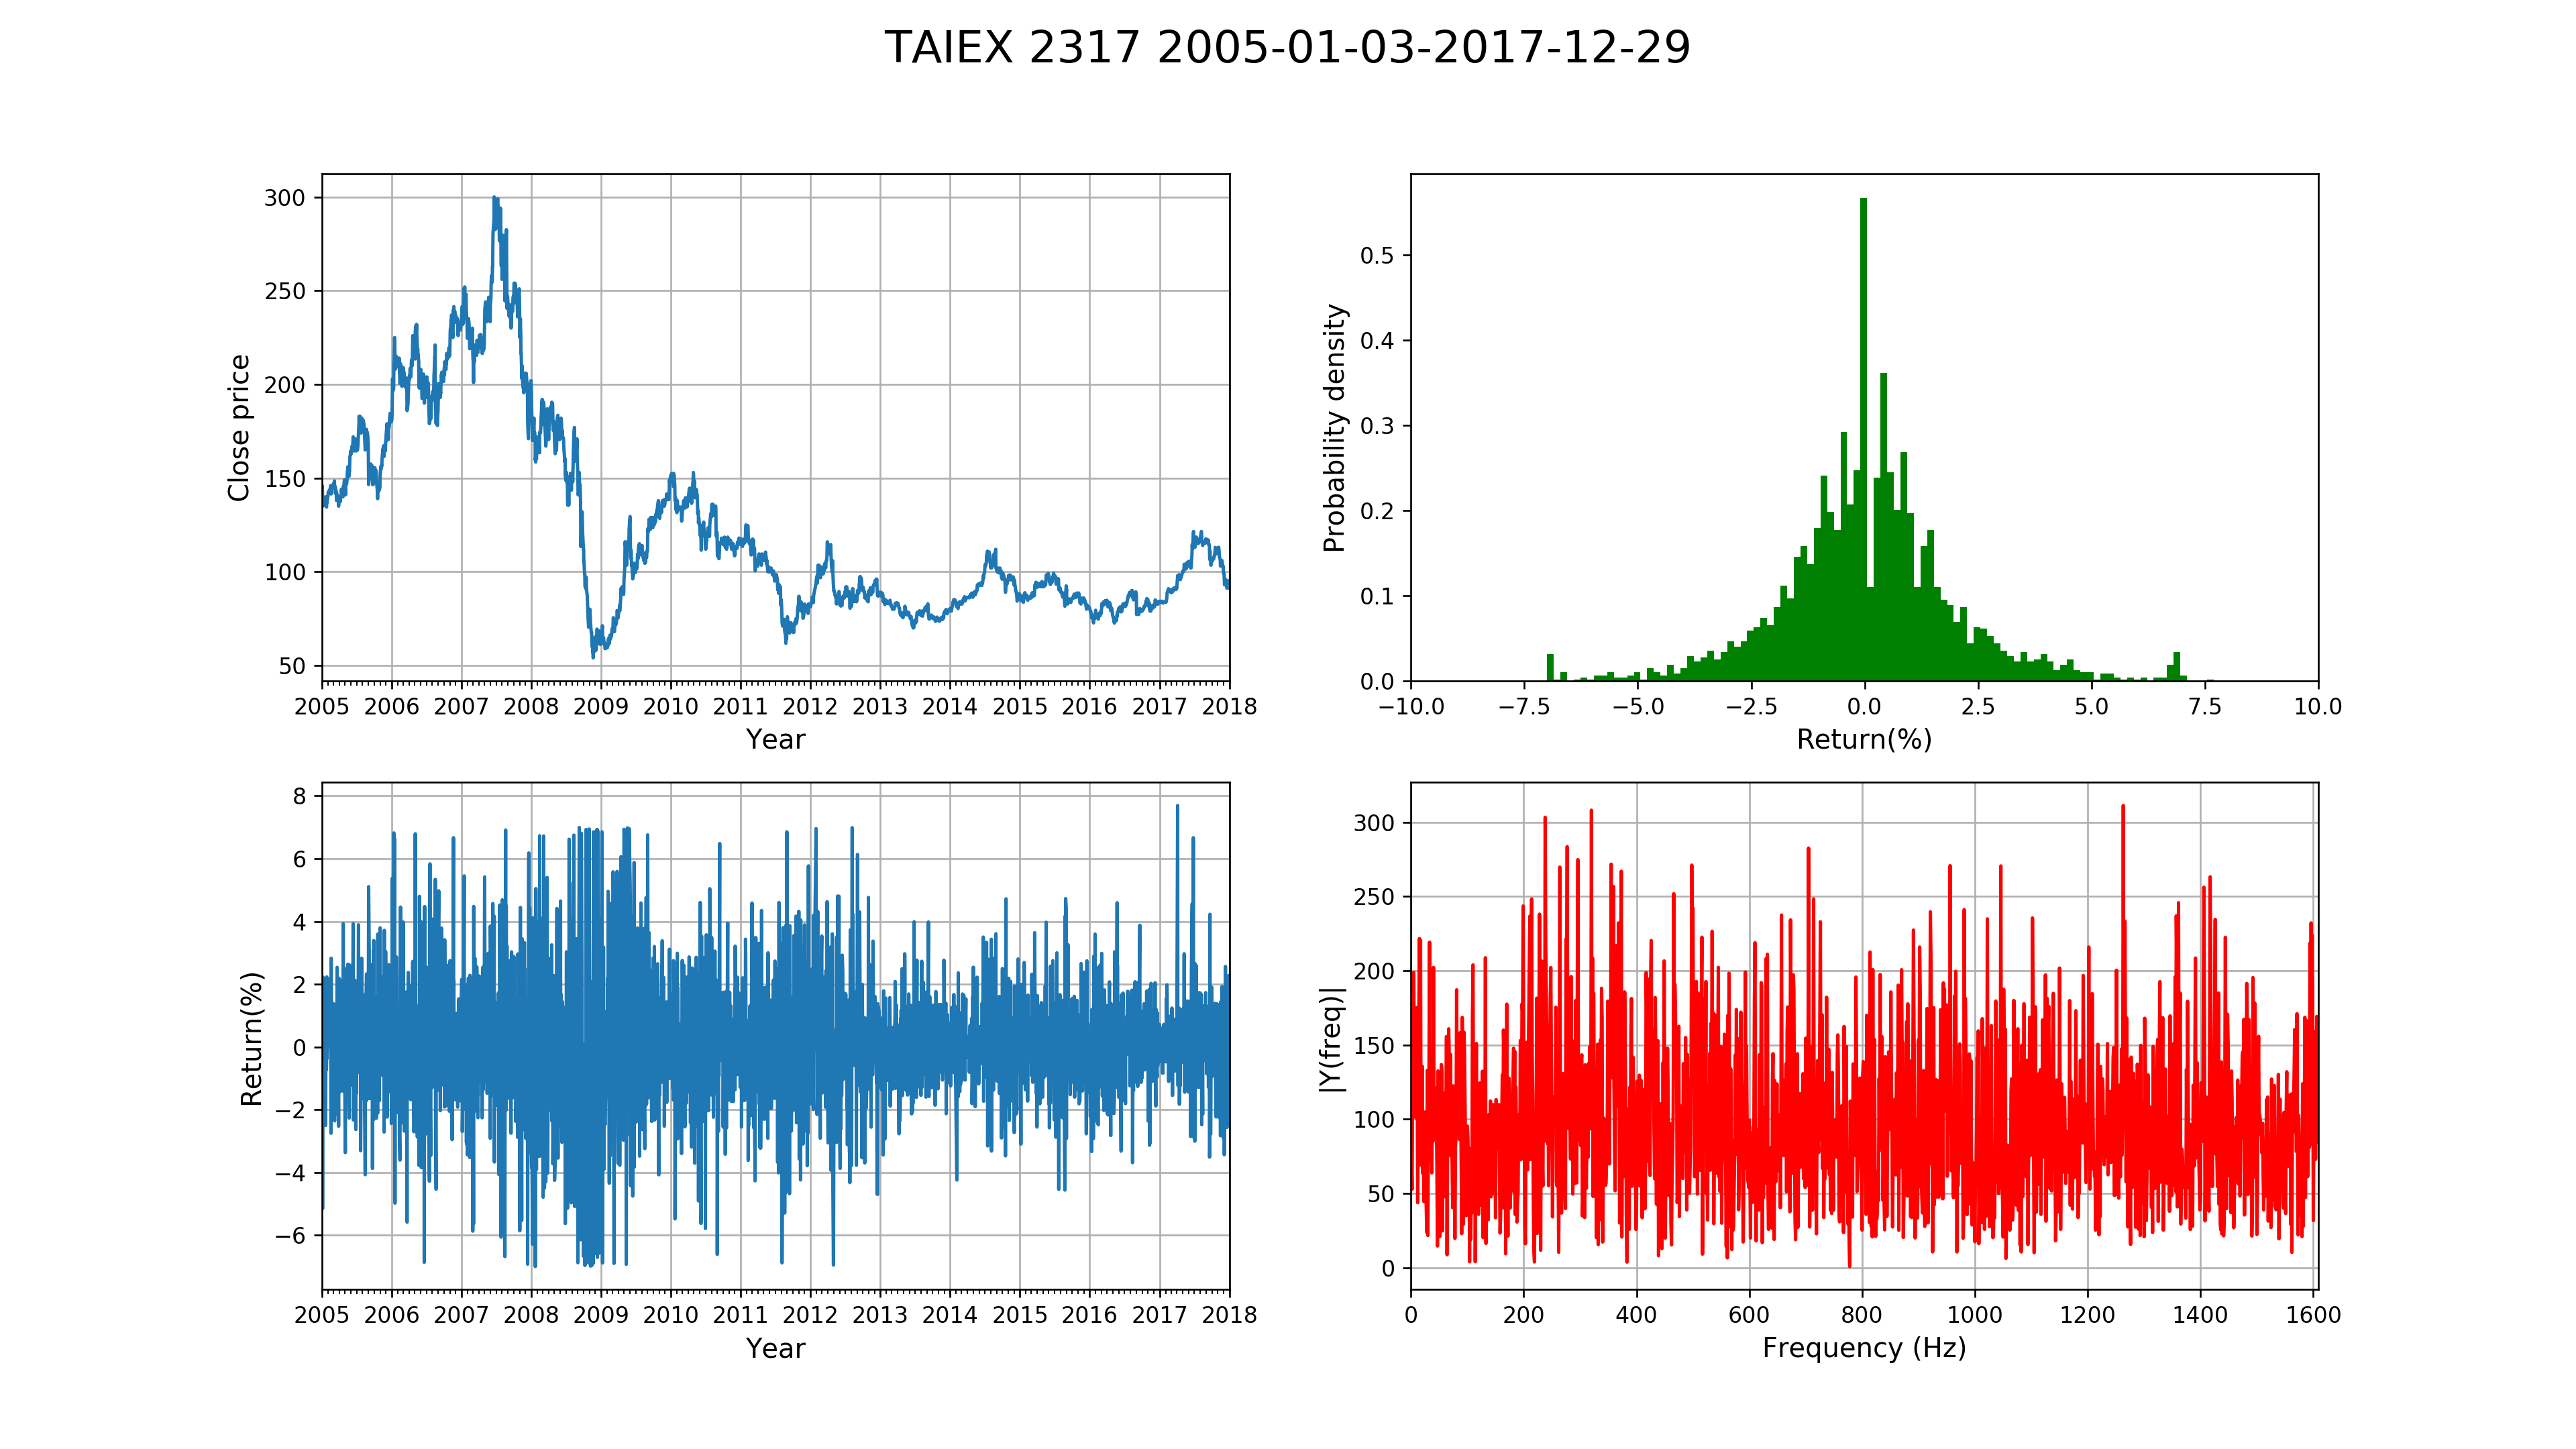 TAIEX 2317 2005-01-03-2017-12-29
Close price
300
250
200
150
100
50
2005 2006 2007 2008 2009 2010 2011 2012 2013 2014 2015 2016 2017 2018
Year
Probability density
0.5
0.4
0.3
0.2
0.1
0.0
−10.0 −7.5 −5.0 −2.5 0.0 2.5 5.0 7.5 10.0
Return(%)
Return(%)
8
6
4
2
0
−2
−4
−6
2005 2006 2007 2008 2009 2010 2011 2012 2013 2014 2015 2016 2017 2018
Year
|Y(freq)|
300
250
200
150
100
50
0
0 200 400 600 800 1000 1200 1400 1600
Frequency (Hz)